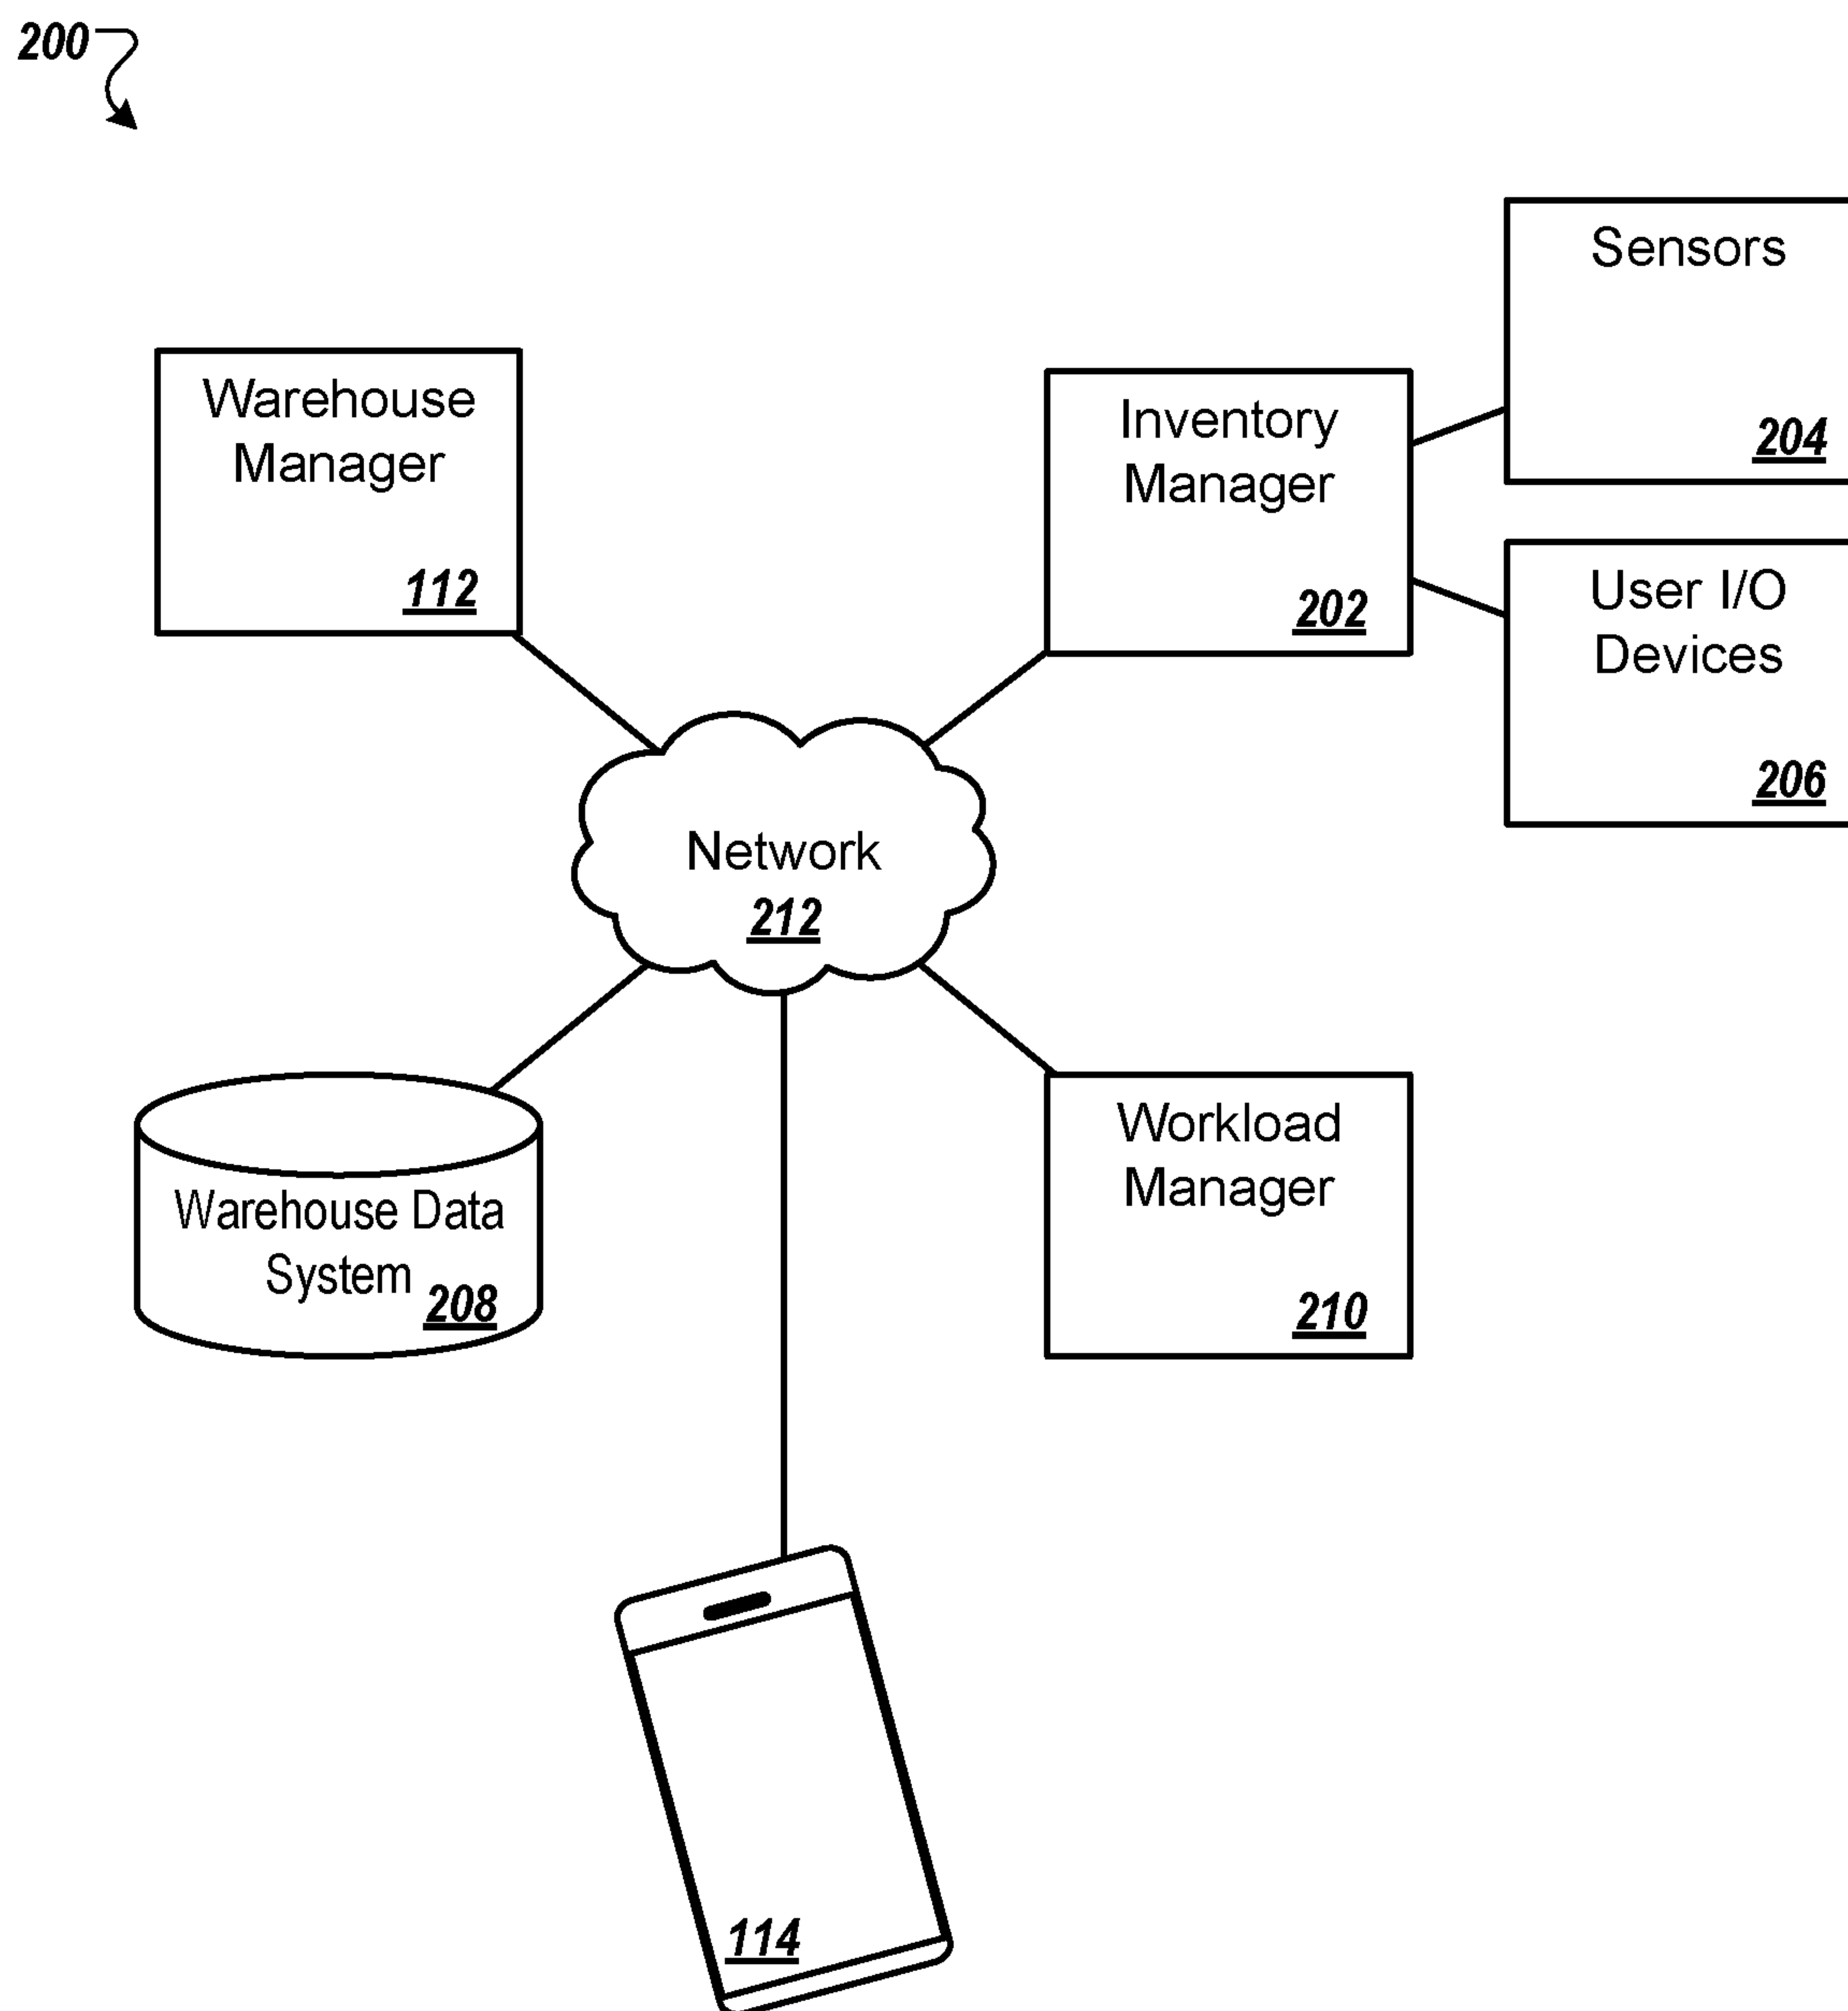 200
Sensors
204
Warehouse
Manager
112
Inventory
Manager
202
User I/O
Devices
206
Network
212
Warehouse Data
System 208
Workload
Manager
210
114